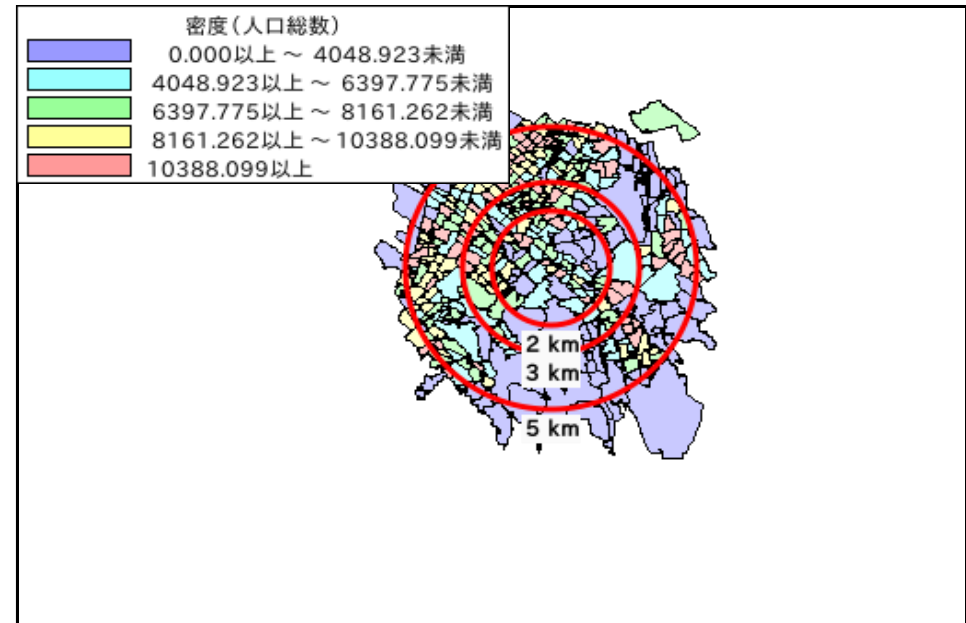 密度(人口総数)
0.000以上 ~ 4048.923未満
4048.923以上 ~ 6397.775未満
6397.775以上 ~ 8161.262未満
8161.262以上 ~ 10388.099未満
10388.099以上
2 km
3 km
5 km